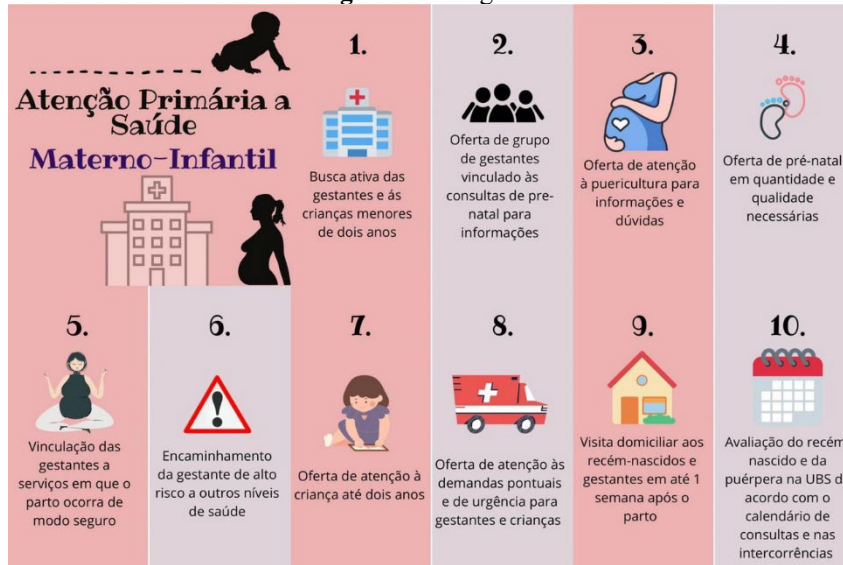 Atenção Primária a
Saúde
Materno-Infantil
1.
Busca ativa das
gestantes e ás
crianças menores
de dois anos
2.
Oferta de grupo
de gestantes
vinculado às
consultas de pre-
natal para
informações
3.
Oferta de atenção
à puericultura para
informações e
dúvidas
4.
Oferta de pré-natal
em quantidade e
qualidade
necessárias
5.
Vinculação das
gestantes a
serviços em que o
parto ocorra de
modo seguro
6.
Encaminhamento
da gestante de alto
risco a outros níveis
de saúde
7.
Oferta de atenção à
criança até dois anos
8.
Oferta de atenção às
demandas pontuais
e de urgência para
gestantes e crianças
9.
Visita domiciliar aos
recém-nascidos e
gestantes em até 1
semana após o
parto
10.
Avaliação do recém
nascido e da
puérpera na UBS d
acordo com o
calendário de
consultas e nas
intercorrências